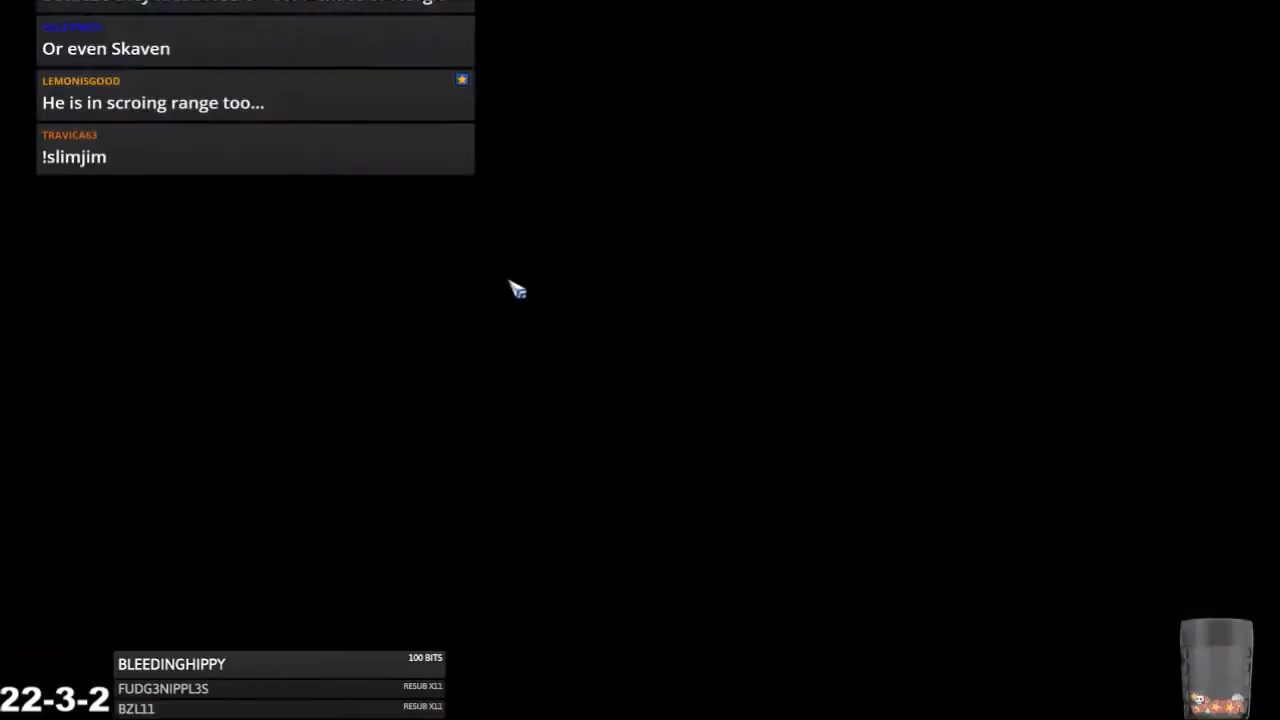 Or even Skaven
LEMONISGOOD
He is in scroing range too...
TRAVICA63
!slimjim
BLEEDINGHIPPY 100 BITS
FUDG3NIPPL3S RESUB X11
BZL11 RESUB X11
22-3-2